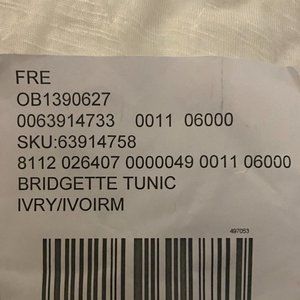 FRE
OB1390627
0063914733 0011 06000
SKU:63914758
8112 026407 0000049 0011 06000
BRIDGETTE TUNIC
IVRY/IVOIRM
497053